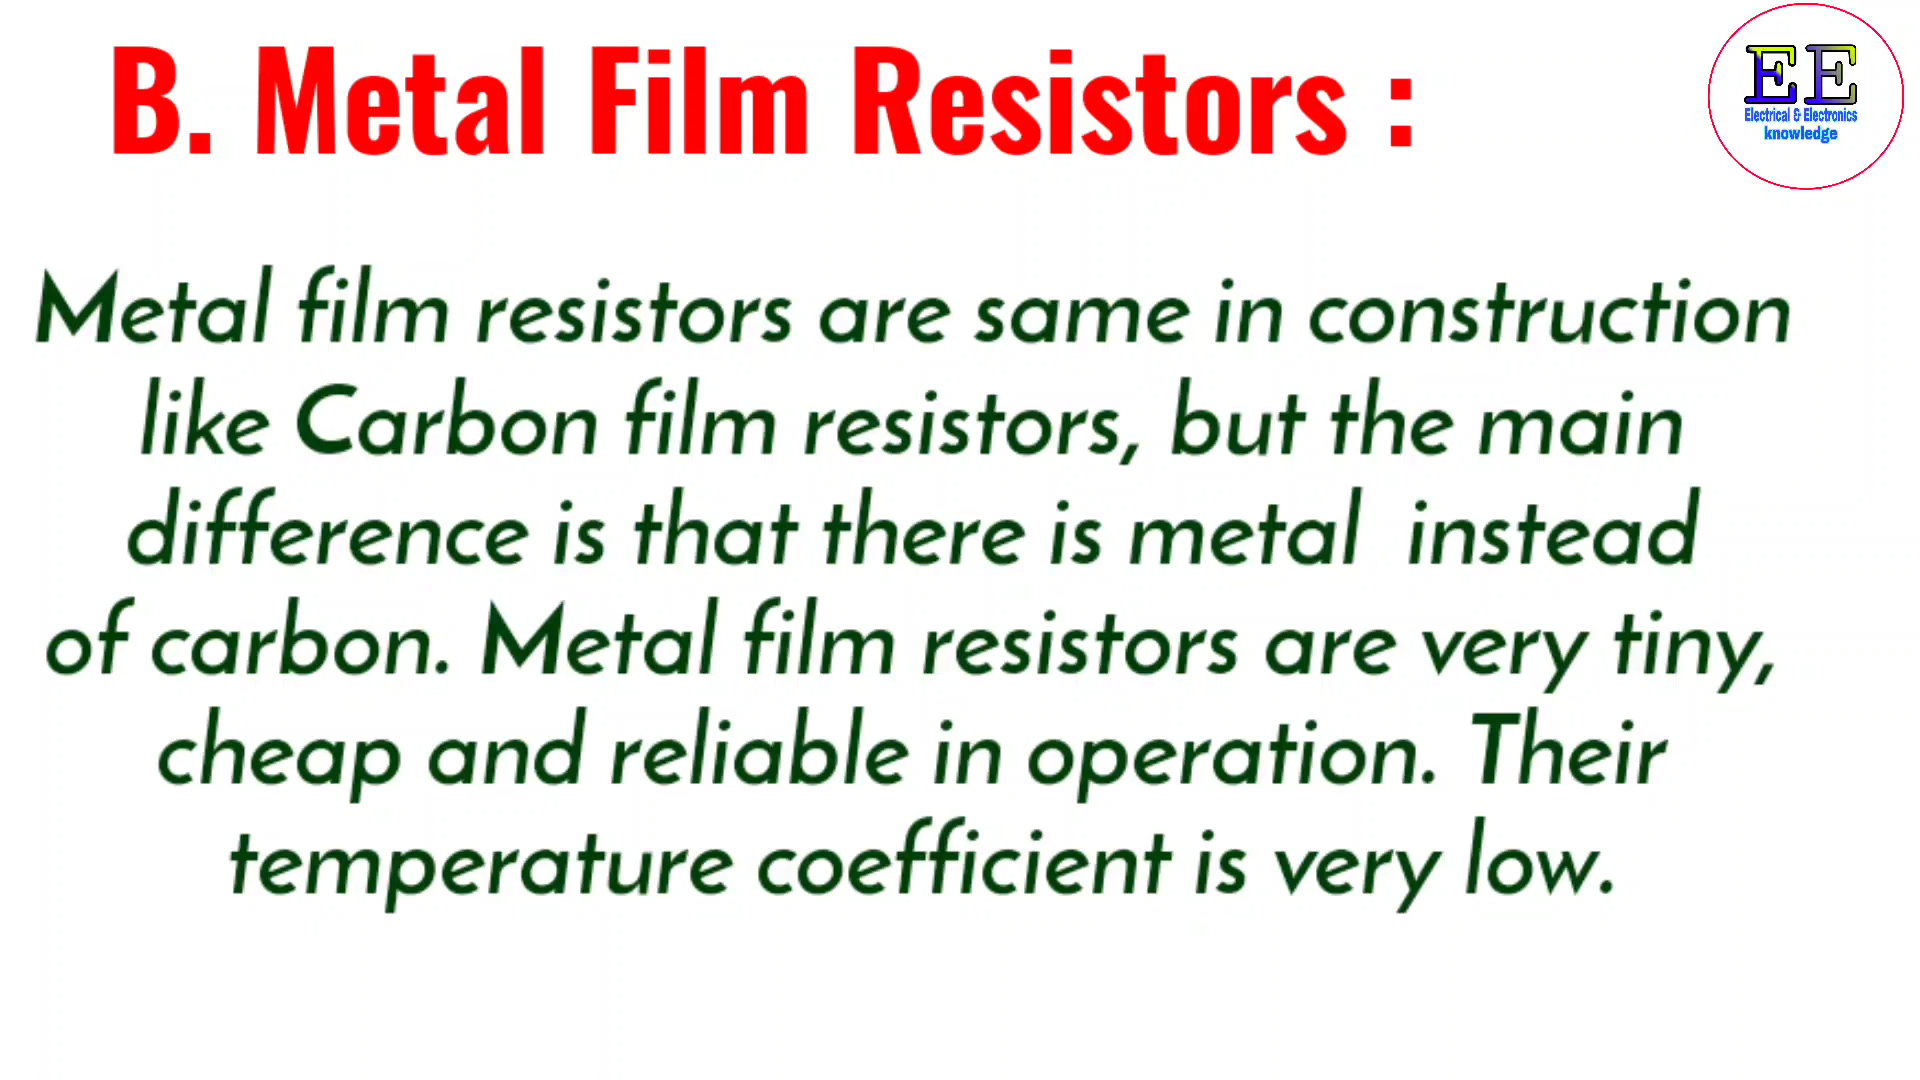 B. Metal Film Resistors :
EE
Electrical & Electronics
knowledge
Metal film resistors are same in construction
like Carbon film resistors, but the main
difference is that there is metal instead
of carbon. Metal film resistors are very tiny,
cheap and reliable in operation. Their
temperature coefficient is very low.